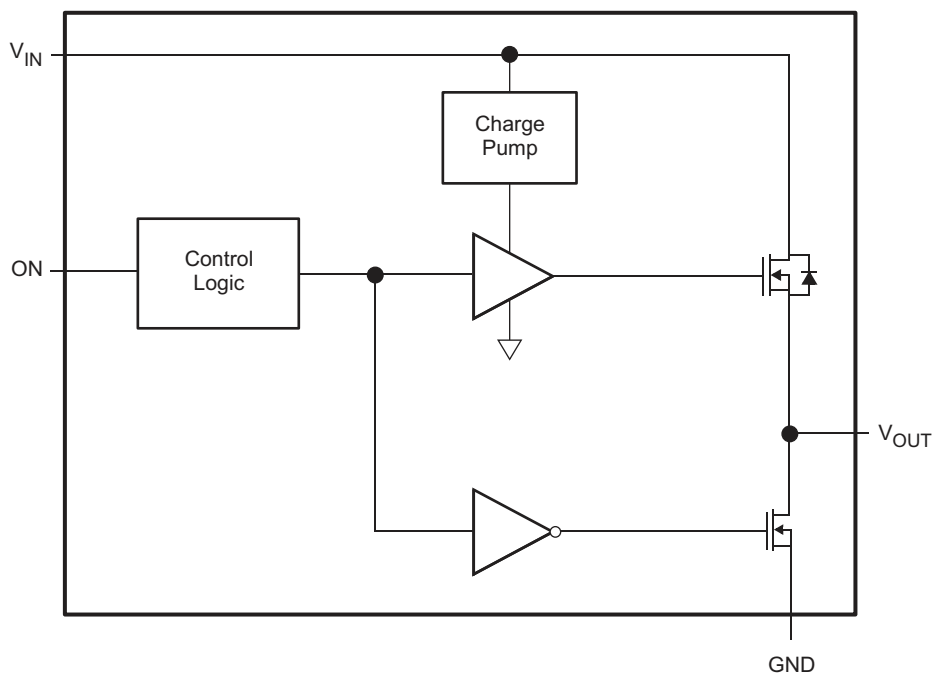 VIN
Charge
Pump
ON
Control
Logic
VOUT
GND